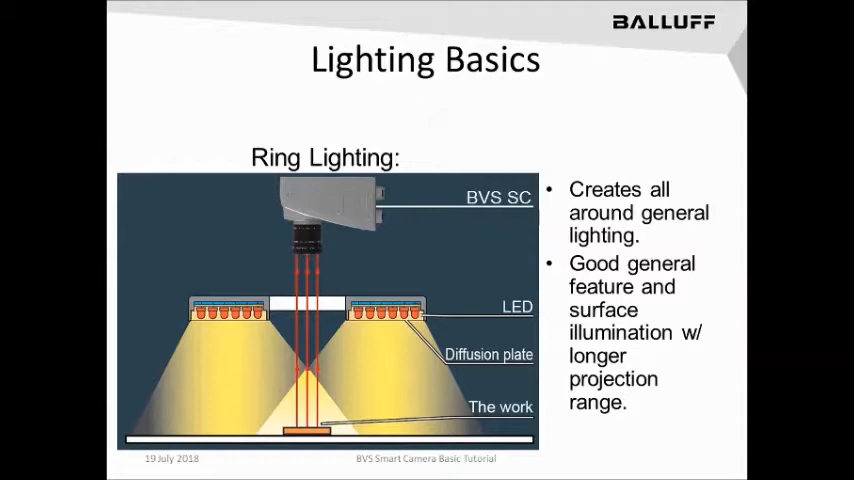 BALLUFF
Lighting Basics
Ring Lighting:
BVS SC
LED
Diffusion plate
The work
• Creates all
around general
lighting.
• Good general
feature and
surface
illumination w/
longer
projection
range.
19 July 2018
BVS Smart Camera Basic Tutorial